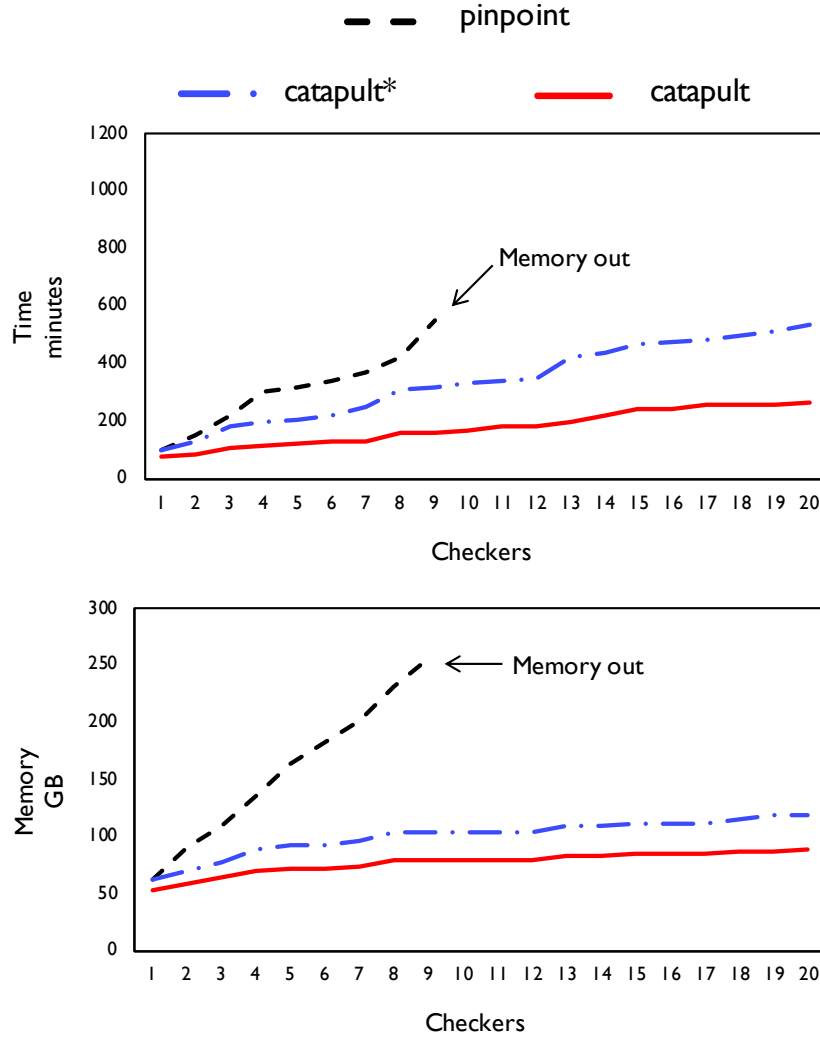 pinpoint
catapult* catapult
1200
1000
800
600
400
200
0
Time
minutes
Memory out
1 2 3 4 5 6 7 8 9 10 11 12 13 14 15 16 17 18 19 20
Checkers
300
250
200
150
100
50
0
Memory
GB
Memory out
1 2 3 4 5 6 7 8 9 10 11 12 13 14 15 16 17 18 19 20
Checkers